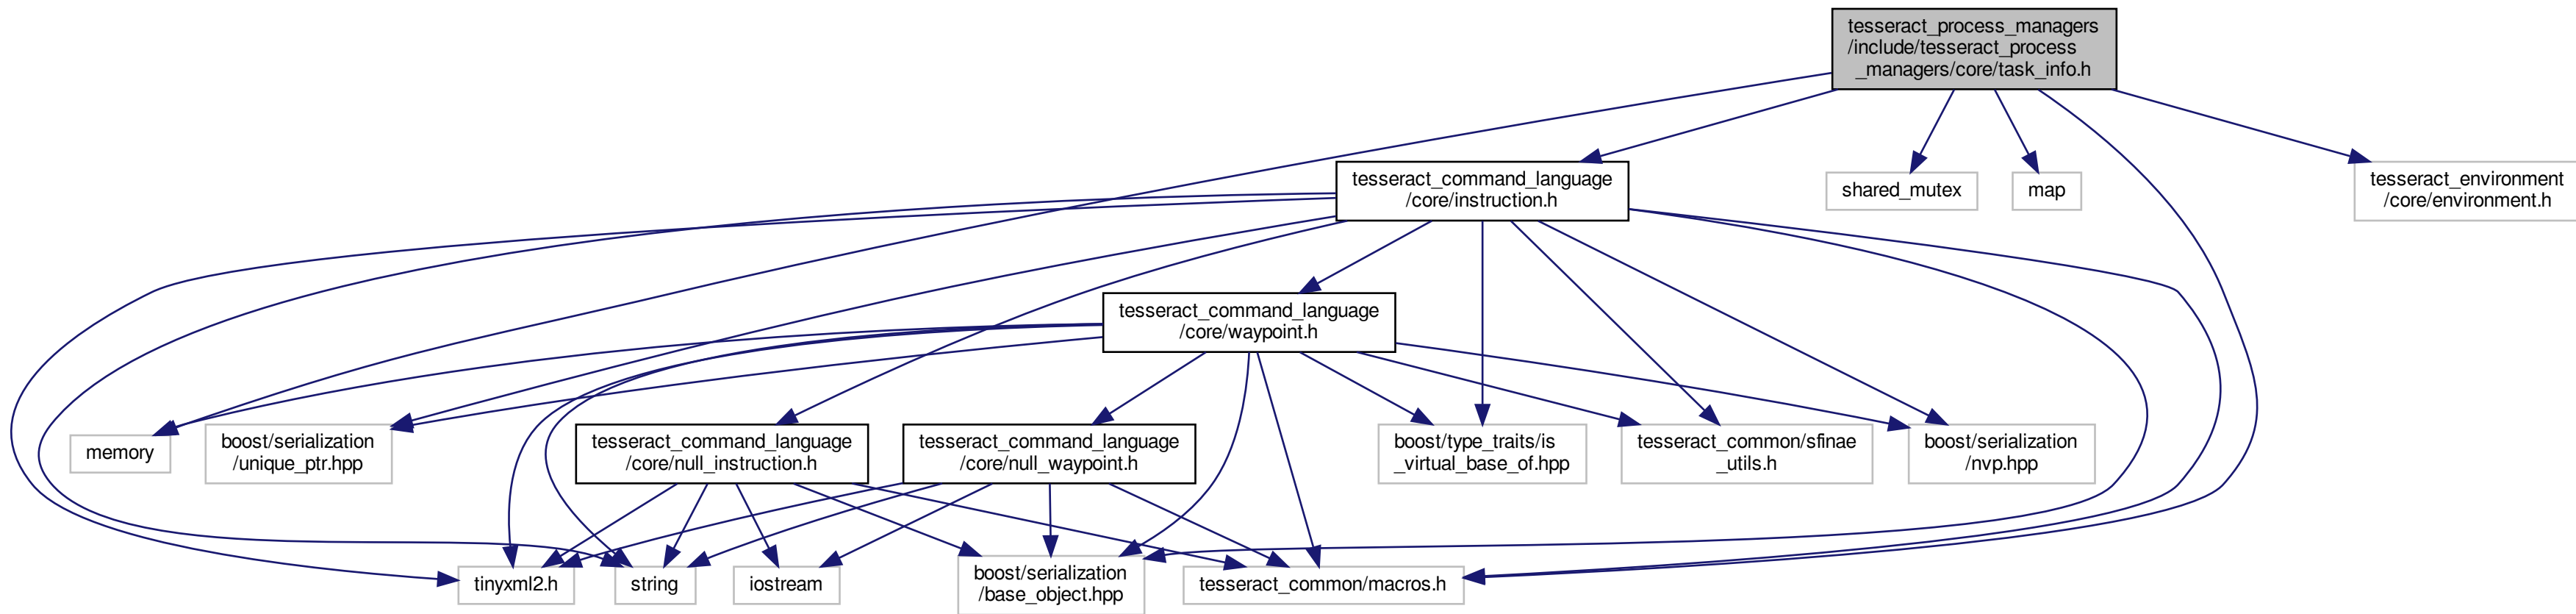 tesseract_process_managers
/include/tesseract_process
_managers/core/task_info.h
tesseract_command_language
/core/instruction.h
shared_mutex
map
tesseract_environment
/core/environment.h
tesseract_command_language
/core/waypoint.h
memory
boost/serialization
/unique_ptr.hpp
tesseract_command_language
/core/null_instruction.h
tesseract_command_language
/core/null_waypoint.h
boost/type_traits/is
_virtual_base_of.hpp
tesseract_common/sfinae
_utils.h
boost/serialization
/nvp.hpp
tinyxml2.h
string
iostream
boost/serialization
/base_object.hpp
tesseract_common/macros.h